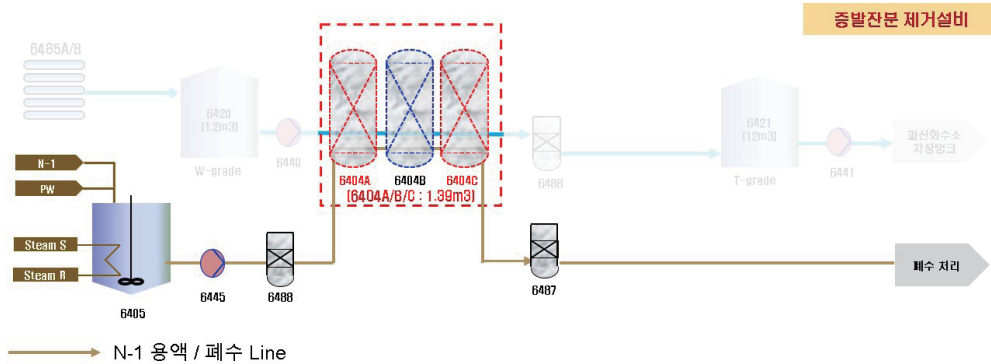 증발잔분 제거설비
6485A/B
6420
(1.2m3)
W-grade
6440
6404A
6404B
6404C
(6404A/B/C : 1.39m3)
6486
6421
(12m3)
T-grade
6441
과산화수소
저장탱크
N-1
PW
Steam S
Steam R
6405
6445
6488
6487
폐수 처리
N-1 용액 / 폐수 Line